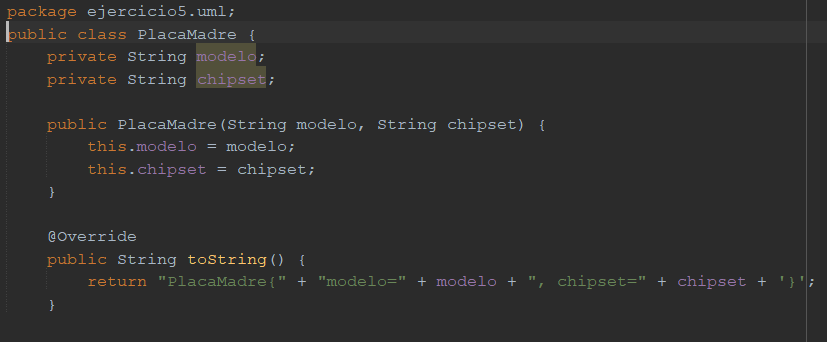 package ejercicio5.uml;
public class PlacaMadre {
    private String modelo;
    private String chipset;
    public PlacaMadre(String modelo, String chipset) {
        this.modelo = modelo;
        this.chipset = chipset;
    }
    @Override
    public String toString() {
        return "PlacaMadre{" + "modelo=" + modelo + ", chipset=" + chipset + '}';
    }